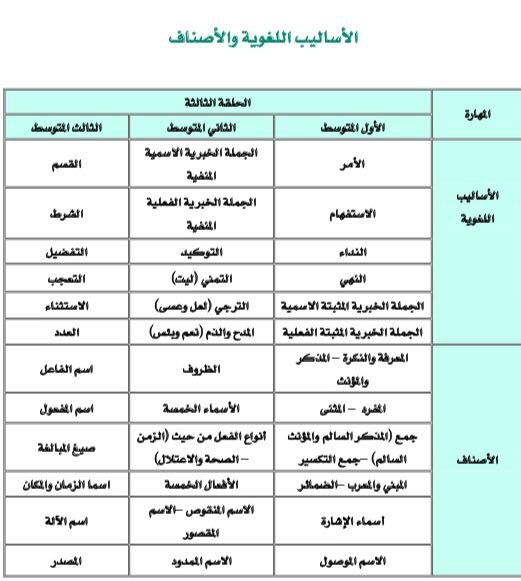 الأساليب اللغوية والأصناف
المهارة
الحلقة الثالثة
الأول المتوسط
الثاني المتوسط
الثالث المتوسط
الأساليب
اللغوية
الأمر
الجملة الخبرية الاسمية
المنفية
القسم
الاستفهام
الجملة الخبرية الفعلية
المنفية
الشرط
النداء
التوكيد
التفضيل
النهي
التمني (ليت)
التعجب
الجملة الخبرية المثبتة الاسمية
الترجي (لعل وعسى)
الاستثناء
الجملة الخبرية المثبتة الفعلية
المدح والذم (نعم وبئس)
العدد
الأصناف
المعرفة والنكرة – المذكر
والمؤنث
الظروف
اسم الفاعل
المفرد – المثنى
الأسماء الخمسة
اسم المفعول
جمع (المذكر السالم والمؤنث
السالم) – جمع التكسير
أنواع الفعل من حيث (الزمن
– الصحة والاعتلال)
صيغ المبالغة
المبني والمعرب – الضمائر
الأفعال الخمسة
اسما الزمان والمكان
أسماء الإشارة
الاسم المنقوص – الاسم
المقصور
اسم الآلة
الاسم الموصول
الاسم الممدود
المصدر